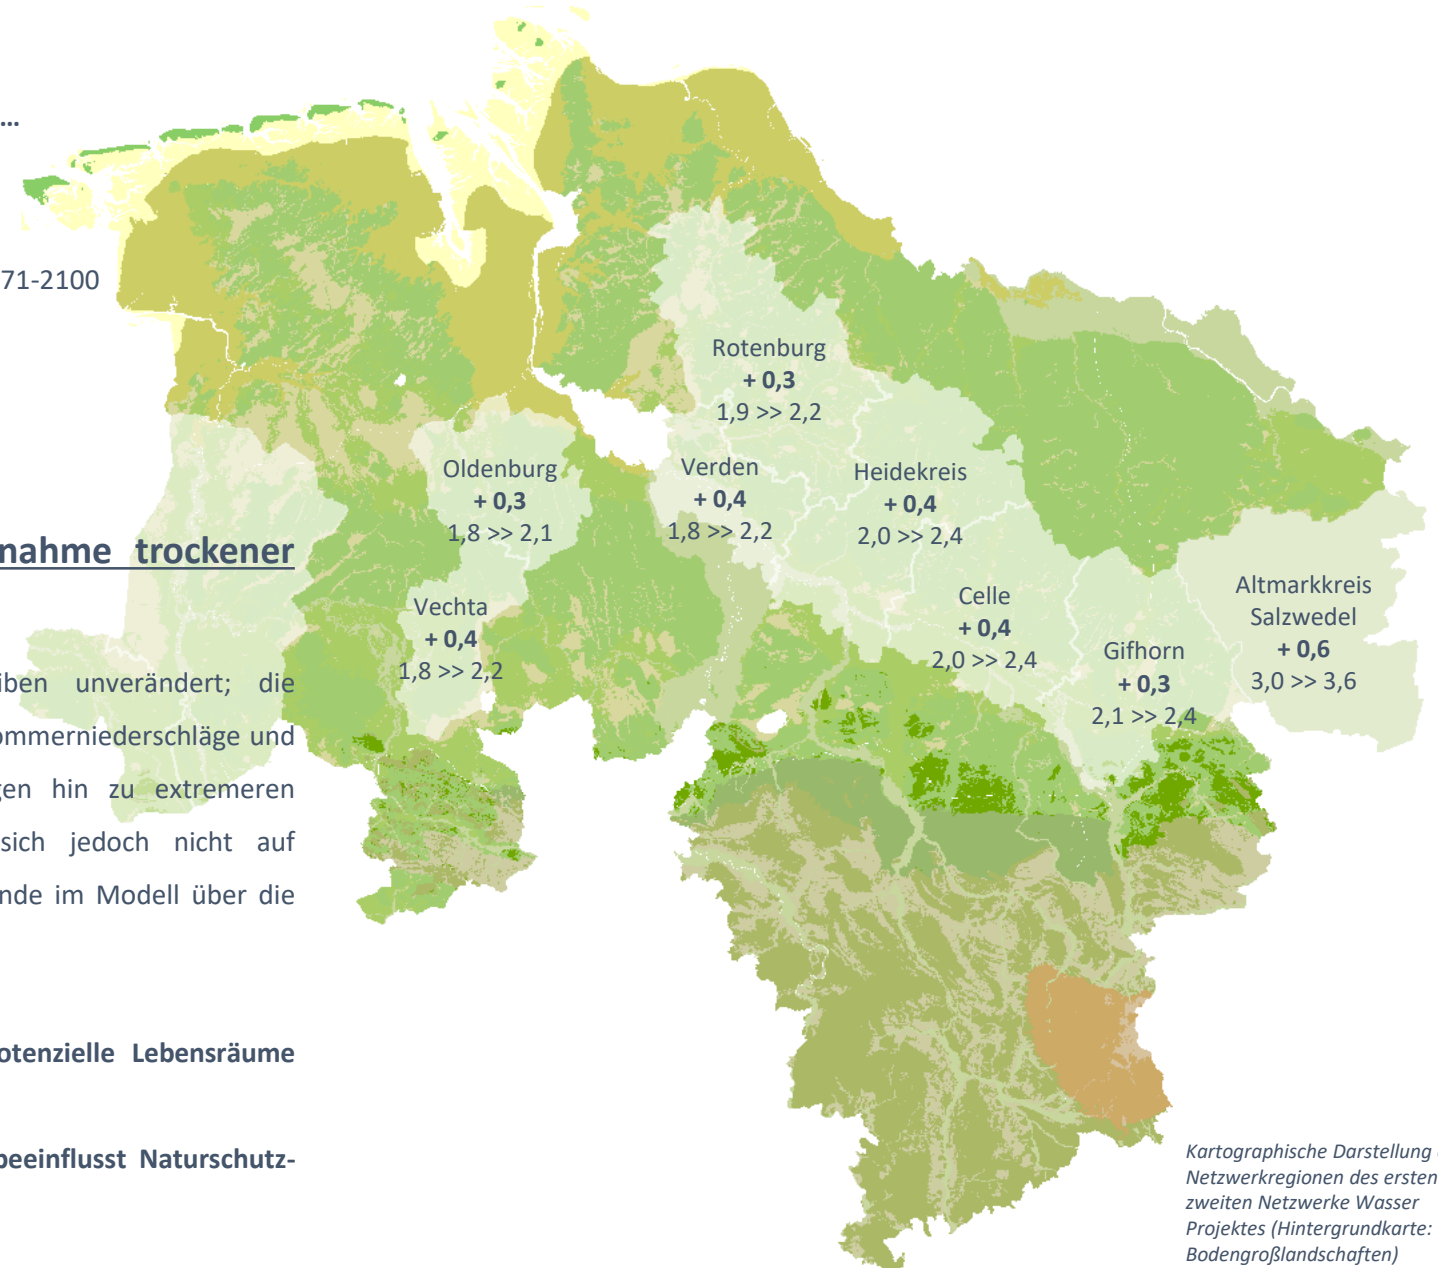 …
71-2100
nahme trockener
iben unverändert; die
ommerniederschläge und
gen hin zu extremeren
sich jedoch nicht auf
nde im Modell über die
otenzielle Lebensräume
beeinflusst Naturschutz-
Rotenburg
+ 0,3
1,9 >> 2,2
Oldenburg
+ 0,3
1,8 >> 2,1
Verden
+ 0,4
1,8 >> 2,2
Heidekreis
+ 0,4
2,0 >> 2,4
Vechta
+ 0,4
1,8 >> 2,2
Celle
+ 0,4
2,0 >> 2,4
Gifhorn
+ 0,3
2,1 >> 2,4
Altmarkkreis
Salzwedel
+ 0,6
3,0 >> 3,6
Kartographische Darstellung
Netzwerkregionen des ersten
zweiten Netzwerke Wasser
Projektes (Hintergrundkarte:
Bodengroßlandschaften)